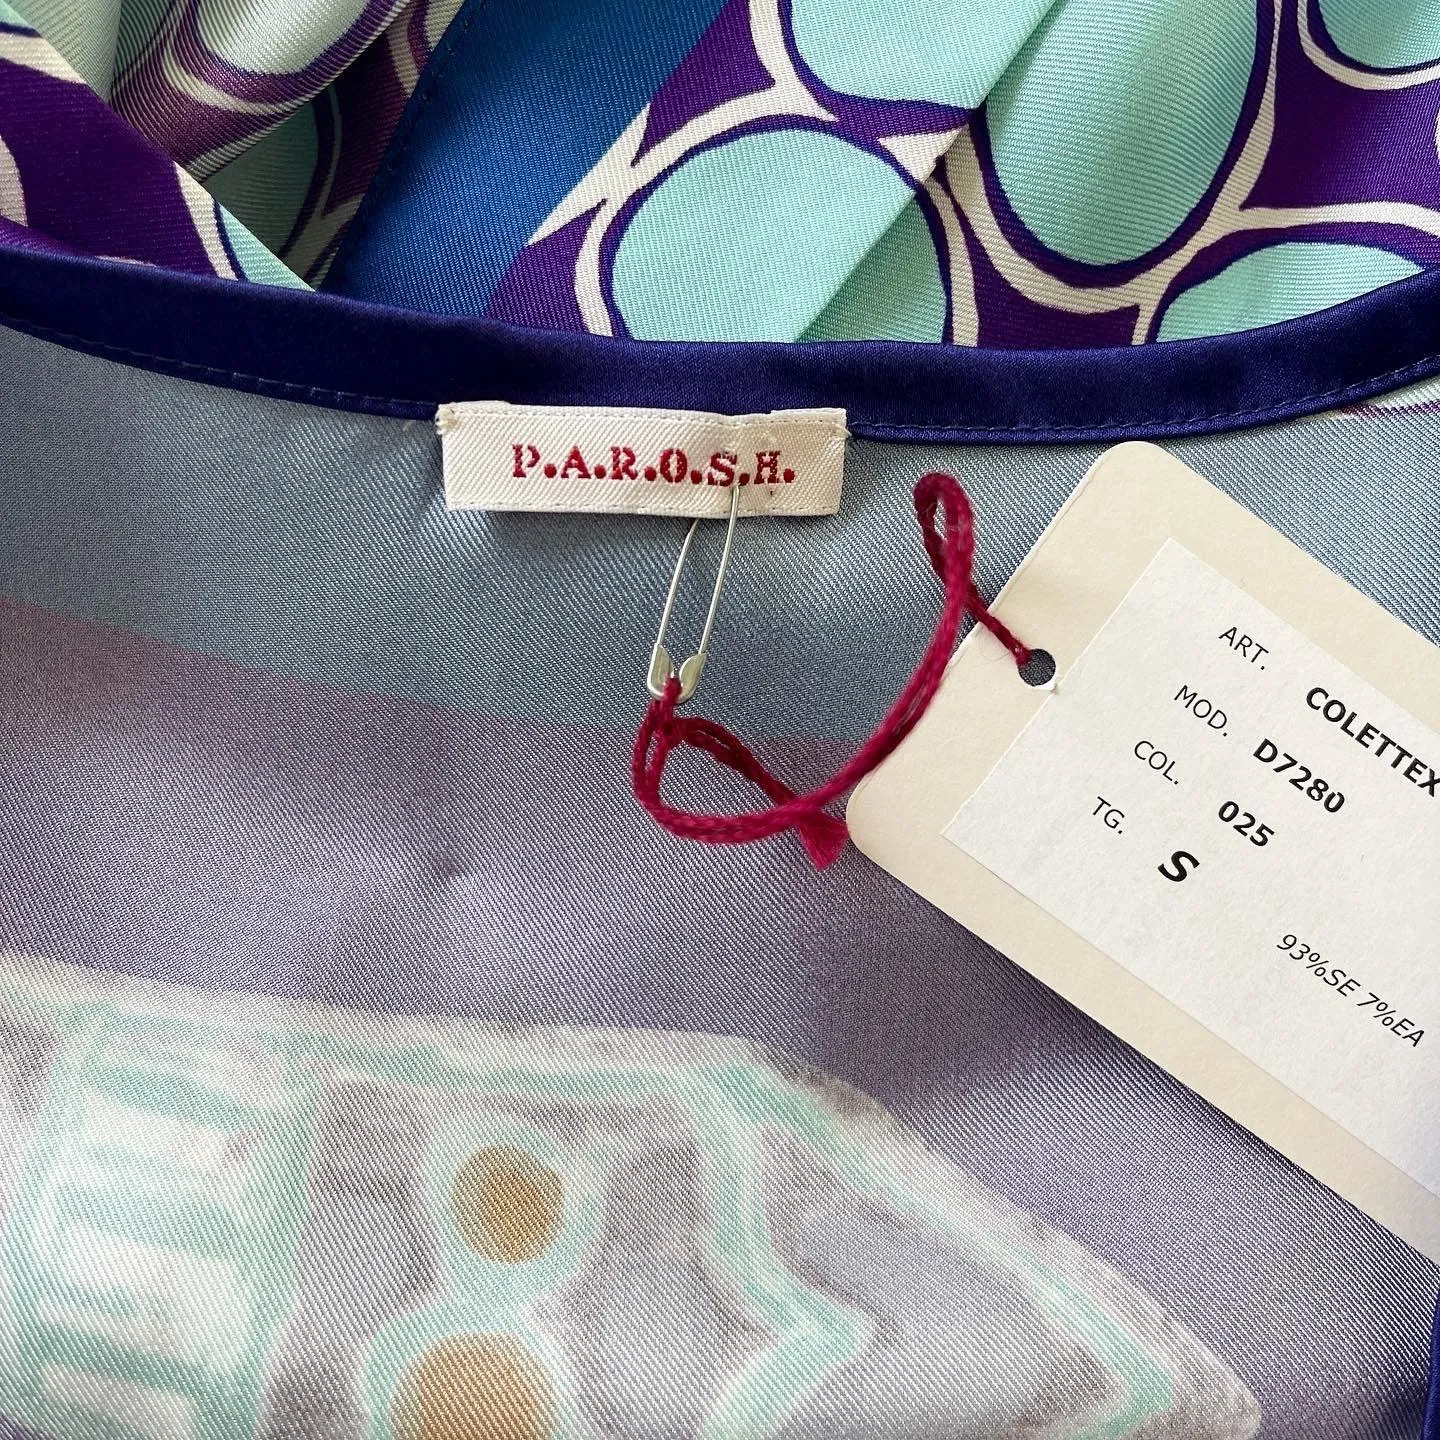 P.A.R.O.S.H.
ART. COLETTEX
MOD. D7280
COL. 025
TG. S
93%SE 7%EA